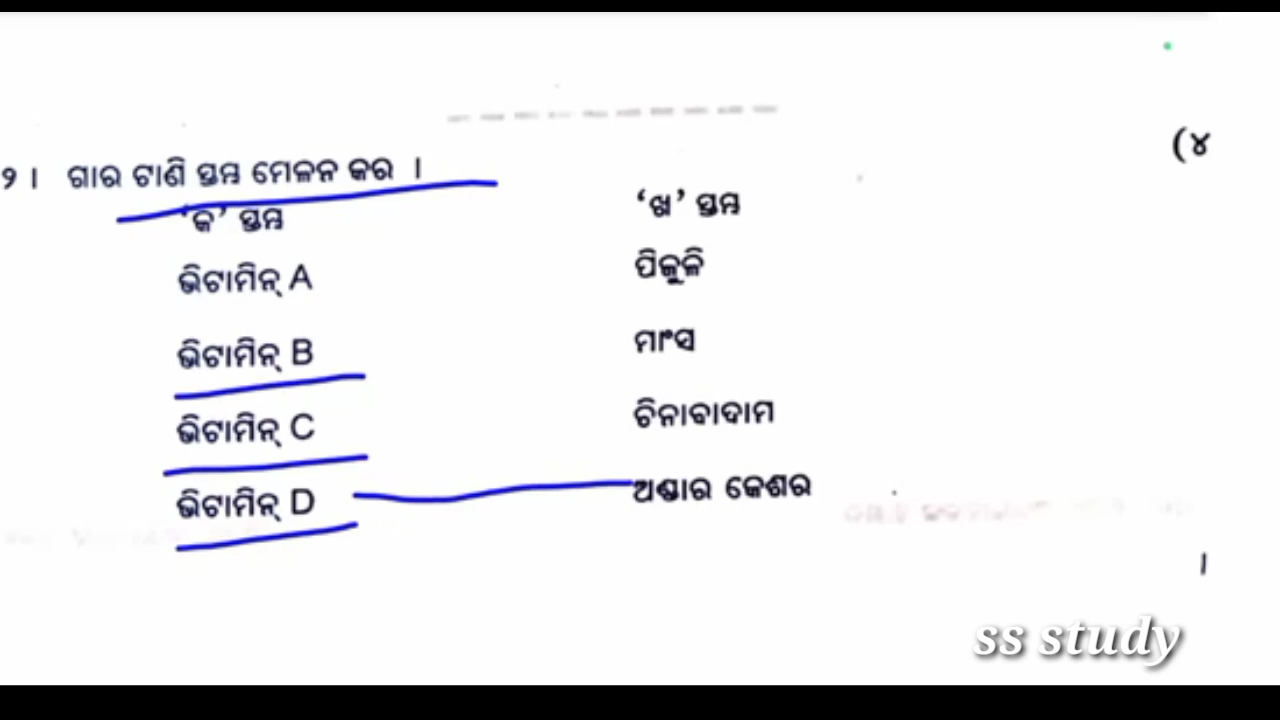 (୪
୨ । ଗାର ଟାଣି ସ୍ତମ୍ଭ ମେଳନ କର ।
‘କ’ ସ୍ତମ୍ଭ ‘ଖ’ ସ୍ତମ୍ଭ
ଭିଟାମିନ୍ A ପିଜୁଳି
ଭିଟାମିନ୍ B ମାଂସ
ଭିଟାମିନ୍ C ଚିନାବାଦାମ
ଭିଟାମିନ୍ D ଅଣ୍ଡାର କେଶର
।
ss study